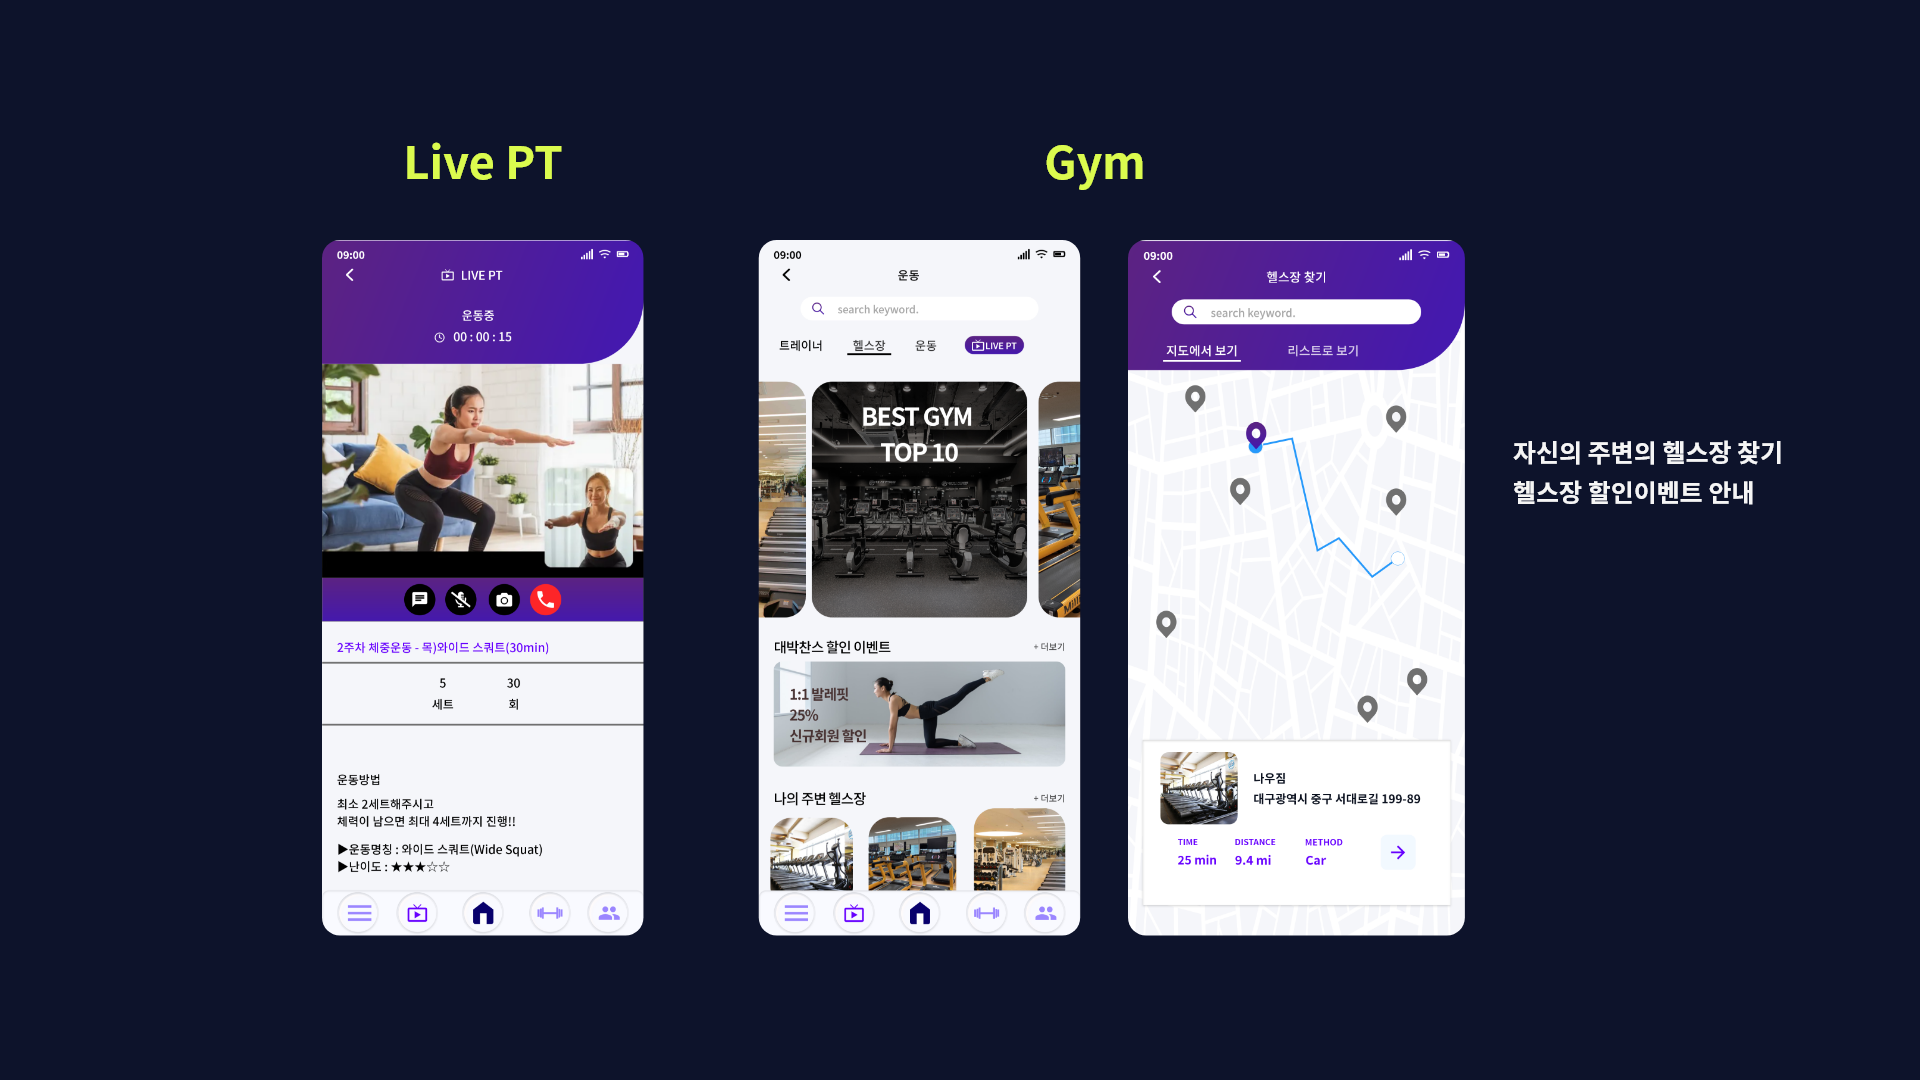 Live PT
Gym
09:00
LIVE PT
운동중
00 : 00 : 15
2주차 체중운동 - 목)와이드 스쿼트(30min)
5
30
세트
회
운동방법
최소 2세트해주시고
체력이 남으면 최대 4세트까지 진행!!
▶운동명칭 : 와이드 스쿼트(Wide Squat)
▶난이도 : ★★★☆☆
09:00
운동
search keyword.
트레이너
헬스장
운동
LIVE PT
BEST GYM
TOP 10
대박찬스 할인 이벤트
+ 더보기
1:1 발레핏
25%
신규회원 할인
나의 주변 헬스장
+ 더보기
09:00
헬스장 찾기
search keyword.
지도에서 보기
리스트로 보기
나우짐
대구광역시 중구 서대로길 199-89
TIME
DISTANCE
METHOD
25 min
9.4 mi
Car
자신의 주변의 헬스장 찾기
헬스장 할인이벤트 안내